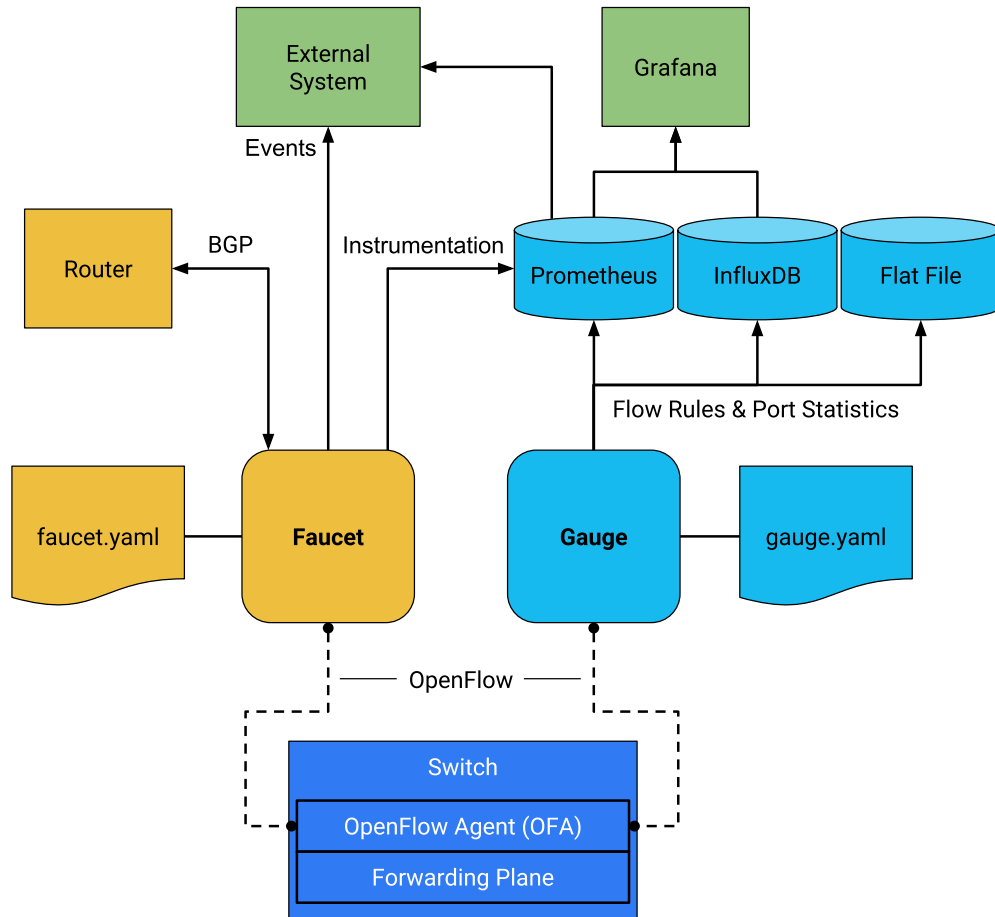 External
System
Grafana
Events
Router
BGP
Instrumentation
Prometheus
InfluxDB
Flat File
Flow Rules & Port Statistics
faucet.yaml
Faucet
Gauge
gauge.yaml
OpenFlow
Switch
OpenFlow Agent (OFA)
Forwarding Plane